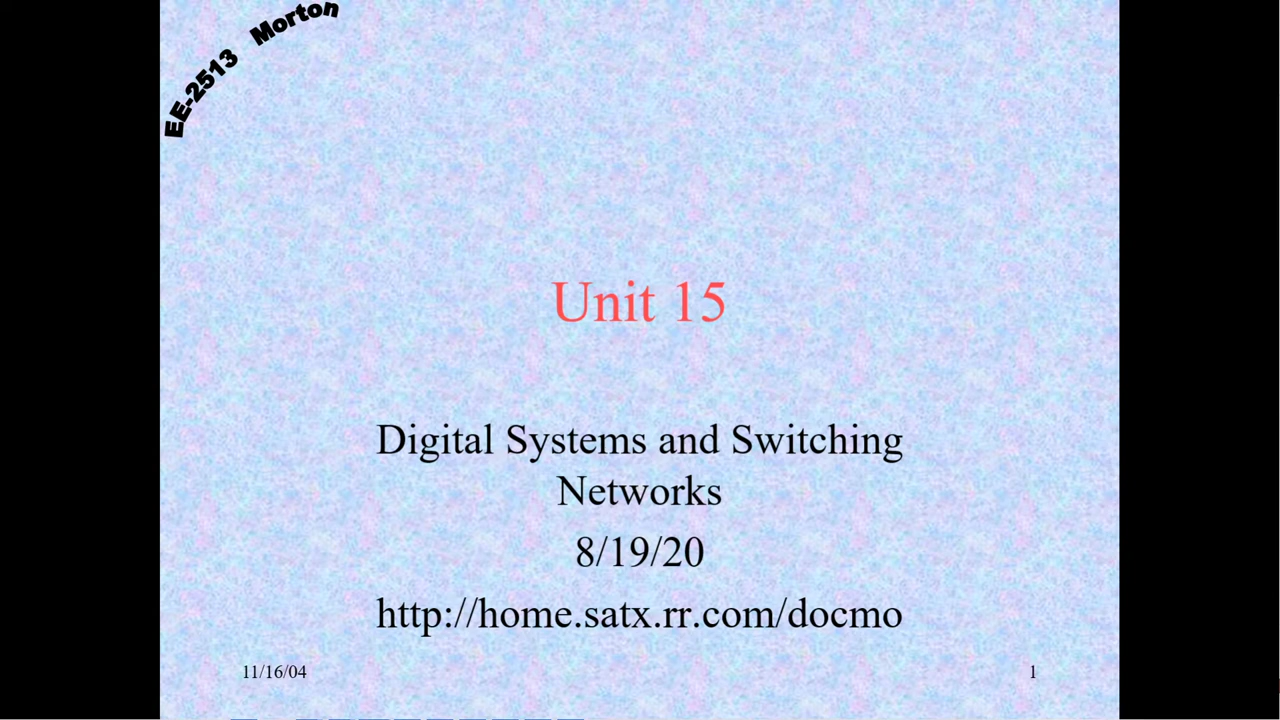 EE-2513 Morton
Unit 15
Digital Systems and Switching
Networks
8/19/20
http://home.satx.rr.com/docmo
11/16/04
1